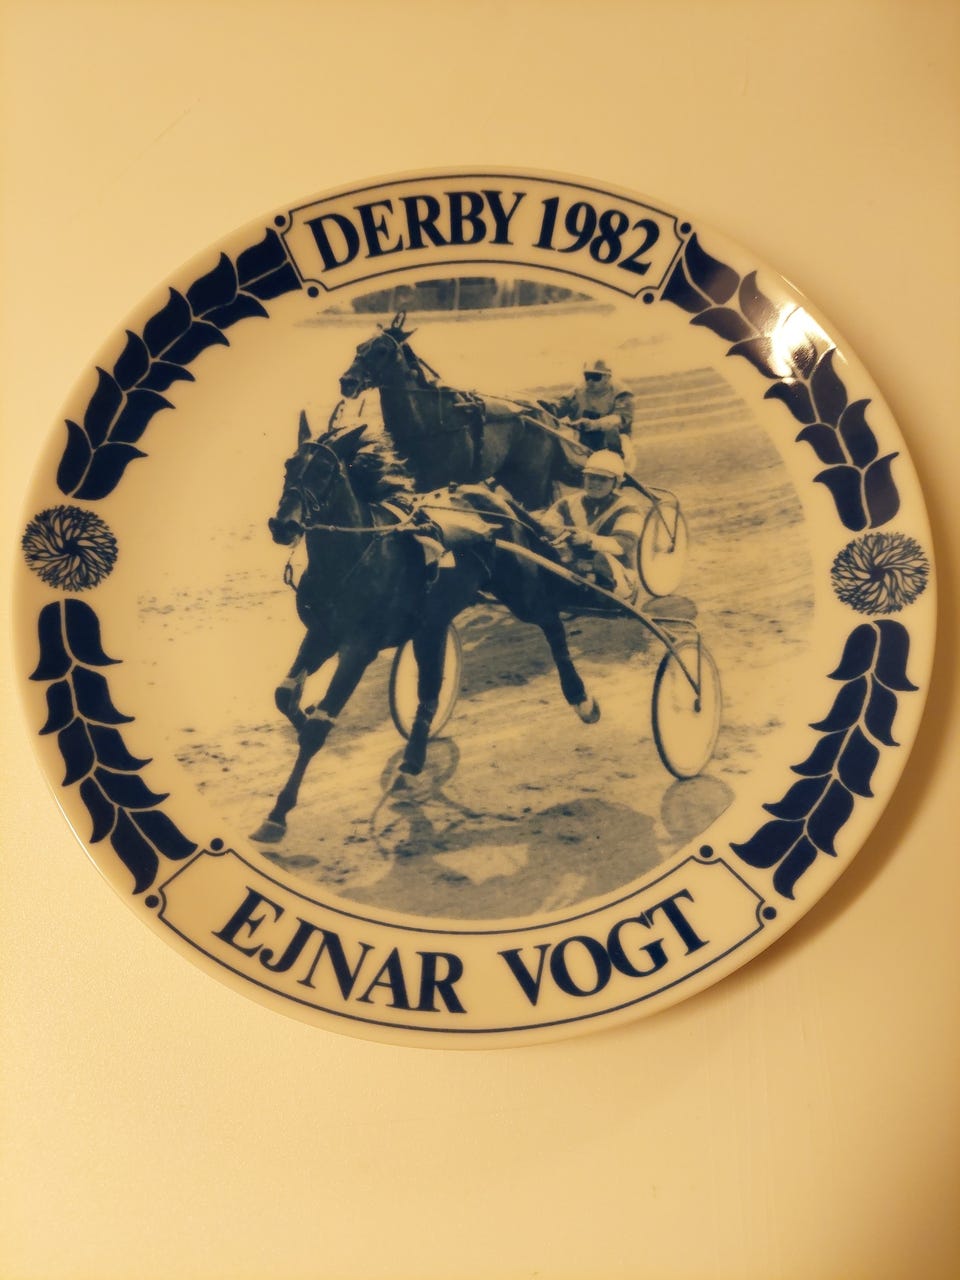 DERBY 1982
EJNAR VOGT